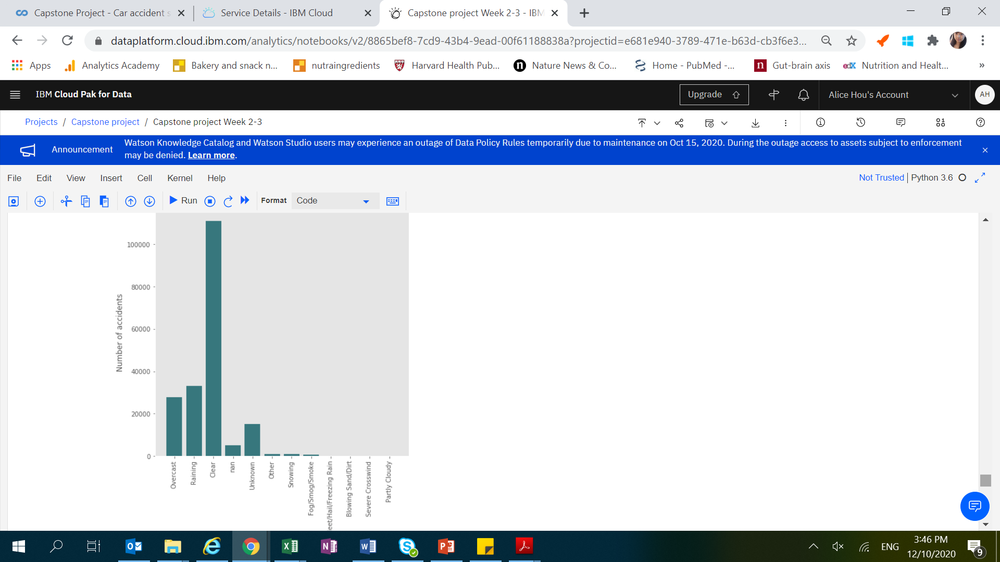 Capstone Project - Car accident s
Service Details - IBM Cloud
Capstone project Week 2-3 - IBM
dataplatform.cloud.ibm.com/analytics/notebooks/v2/8865bef8-7cd9-43b4-9ead-00f61188838a?projectid=e681e940-3789-471e-b63d-cb3f6e3...
Apps
Analytics Academy
Bakery and snack n...
nutraingredients
Harvard Health Pub...
n
Nature News & Co...
Home - PubMed -...
n
Gut-brain axis
edX
Nutrition and Healt...
»
IBM Cloud Pak for Data
Upgrade
Alice Hou's Account
AH
Projects / Capstone project / Capstone project Week 2-3
Announcement
Watson Knowledge Catalog and Watson Studio users may experience an outage of Data Policy Rules temporarily due to maintenance on Oct 15, 2020. During the outage access to assets subject to enforcement
may be denied. Learn more.
File Edit View Insert Cell Kernel Help
Not Trusted | Python 3.6
Run
Format
Code
Number of accidents
100000
80000
60000
40000
20000
0
Overcast
Raining
Clear
nan
Unknown
Other
Snowing
Fog/Smog/Smoke
eet/Hail/Freezing Rain
Blowing Sand/Dirt
Severe Crosswind
Partly Cloudy
ENG
3:46 PM
12/10/2020
9